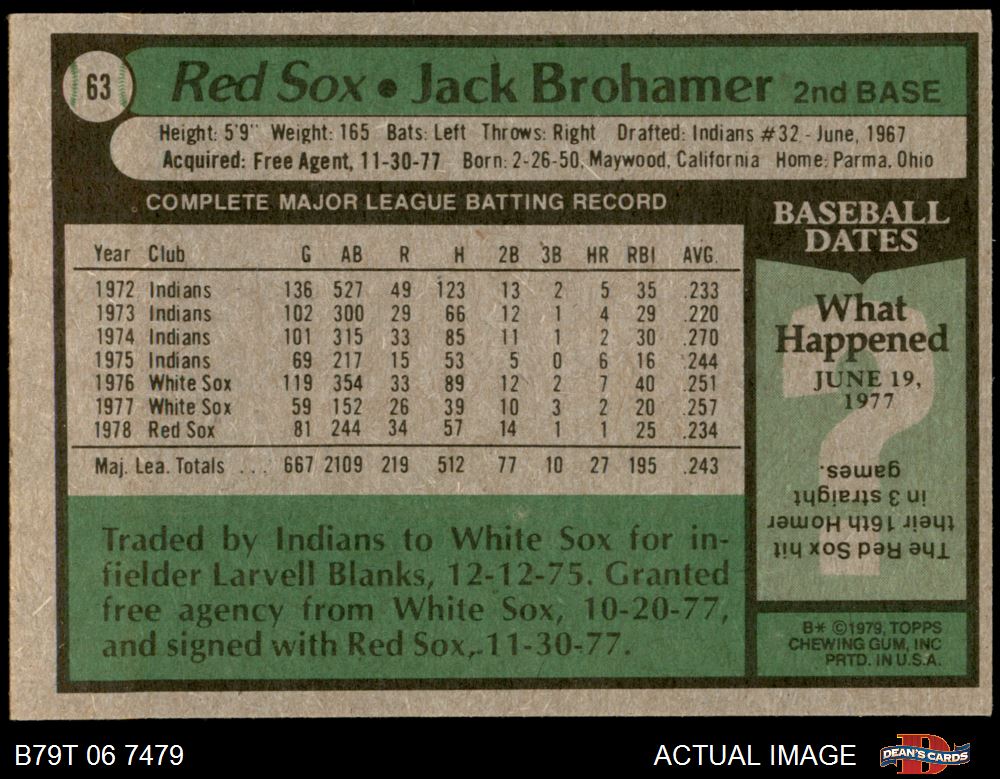 63
Red Sox • Jack Brohamer 2nd BASE
Height: 5'9" Weight: 165 Bats: Left Throws: Right Drafted: Indians #32 - June, 1967
Acquired: Free Agent, 11-30-77 Born: 2-26-50, Maywood, California Home: Parma, Ohio
COMPLETE MAJOR LEAGUE BATTING RECORD
Year Club G AB R H 2B 3B HR RBI AVG.
1972 Indians 136 527 49 123 13 2 5 35 .233
1973 Indians 102 300 29 66 12 1 4 29 .220
1974 Indians 101 315 33 85 11 1 2 30 .270
1975 Indians 69 217 15 53 5 0 6 16 .244
1976 White Sox 119 354 33 89 12 2 7 40 .251
1977 White Sox 59 152 26 39 10 3 2 20 .257
1978 Red Sox 81 244 34 57 14 1 1 25 .234
Maj. Lea. Totals ... 667 2109 219 512 77 10 27 195 .243
Traded by Indians to White Sox for in-
fielder Larvell Blanks, 12-12-75. Granted
free agency from White Sox, 10-20-77,
and signed with Red Sox, 11-30-77.
BASEBALL
DATES
What
Happened
JUNE 19,
1977
?
The Red Sox hit
their 16th Homer
in 3 straight
games.
B* ©1979, TOPPS
CHEWING GUM, INC
PRTD. IN U.S.A.
B79T 06 7479
ACTUAL IMAGE
D
DEAN'S CARDS